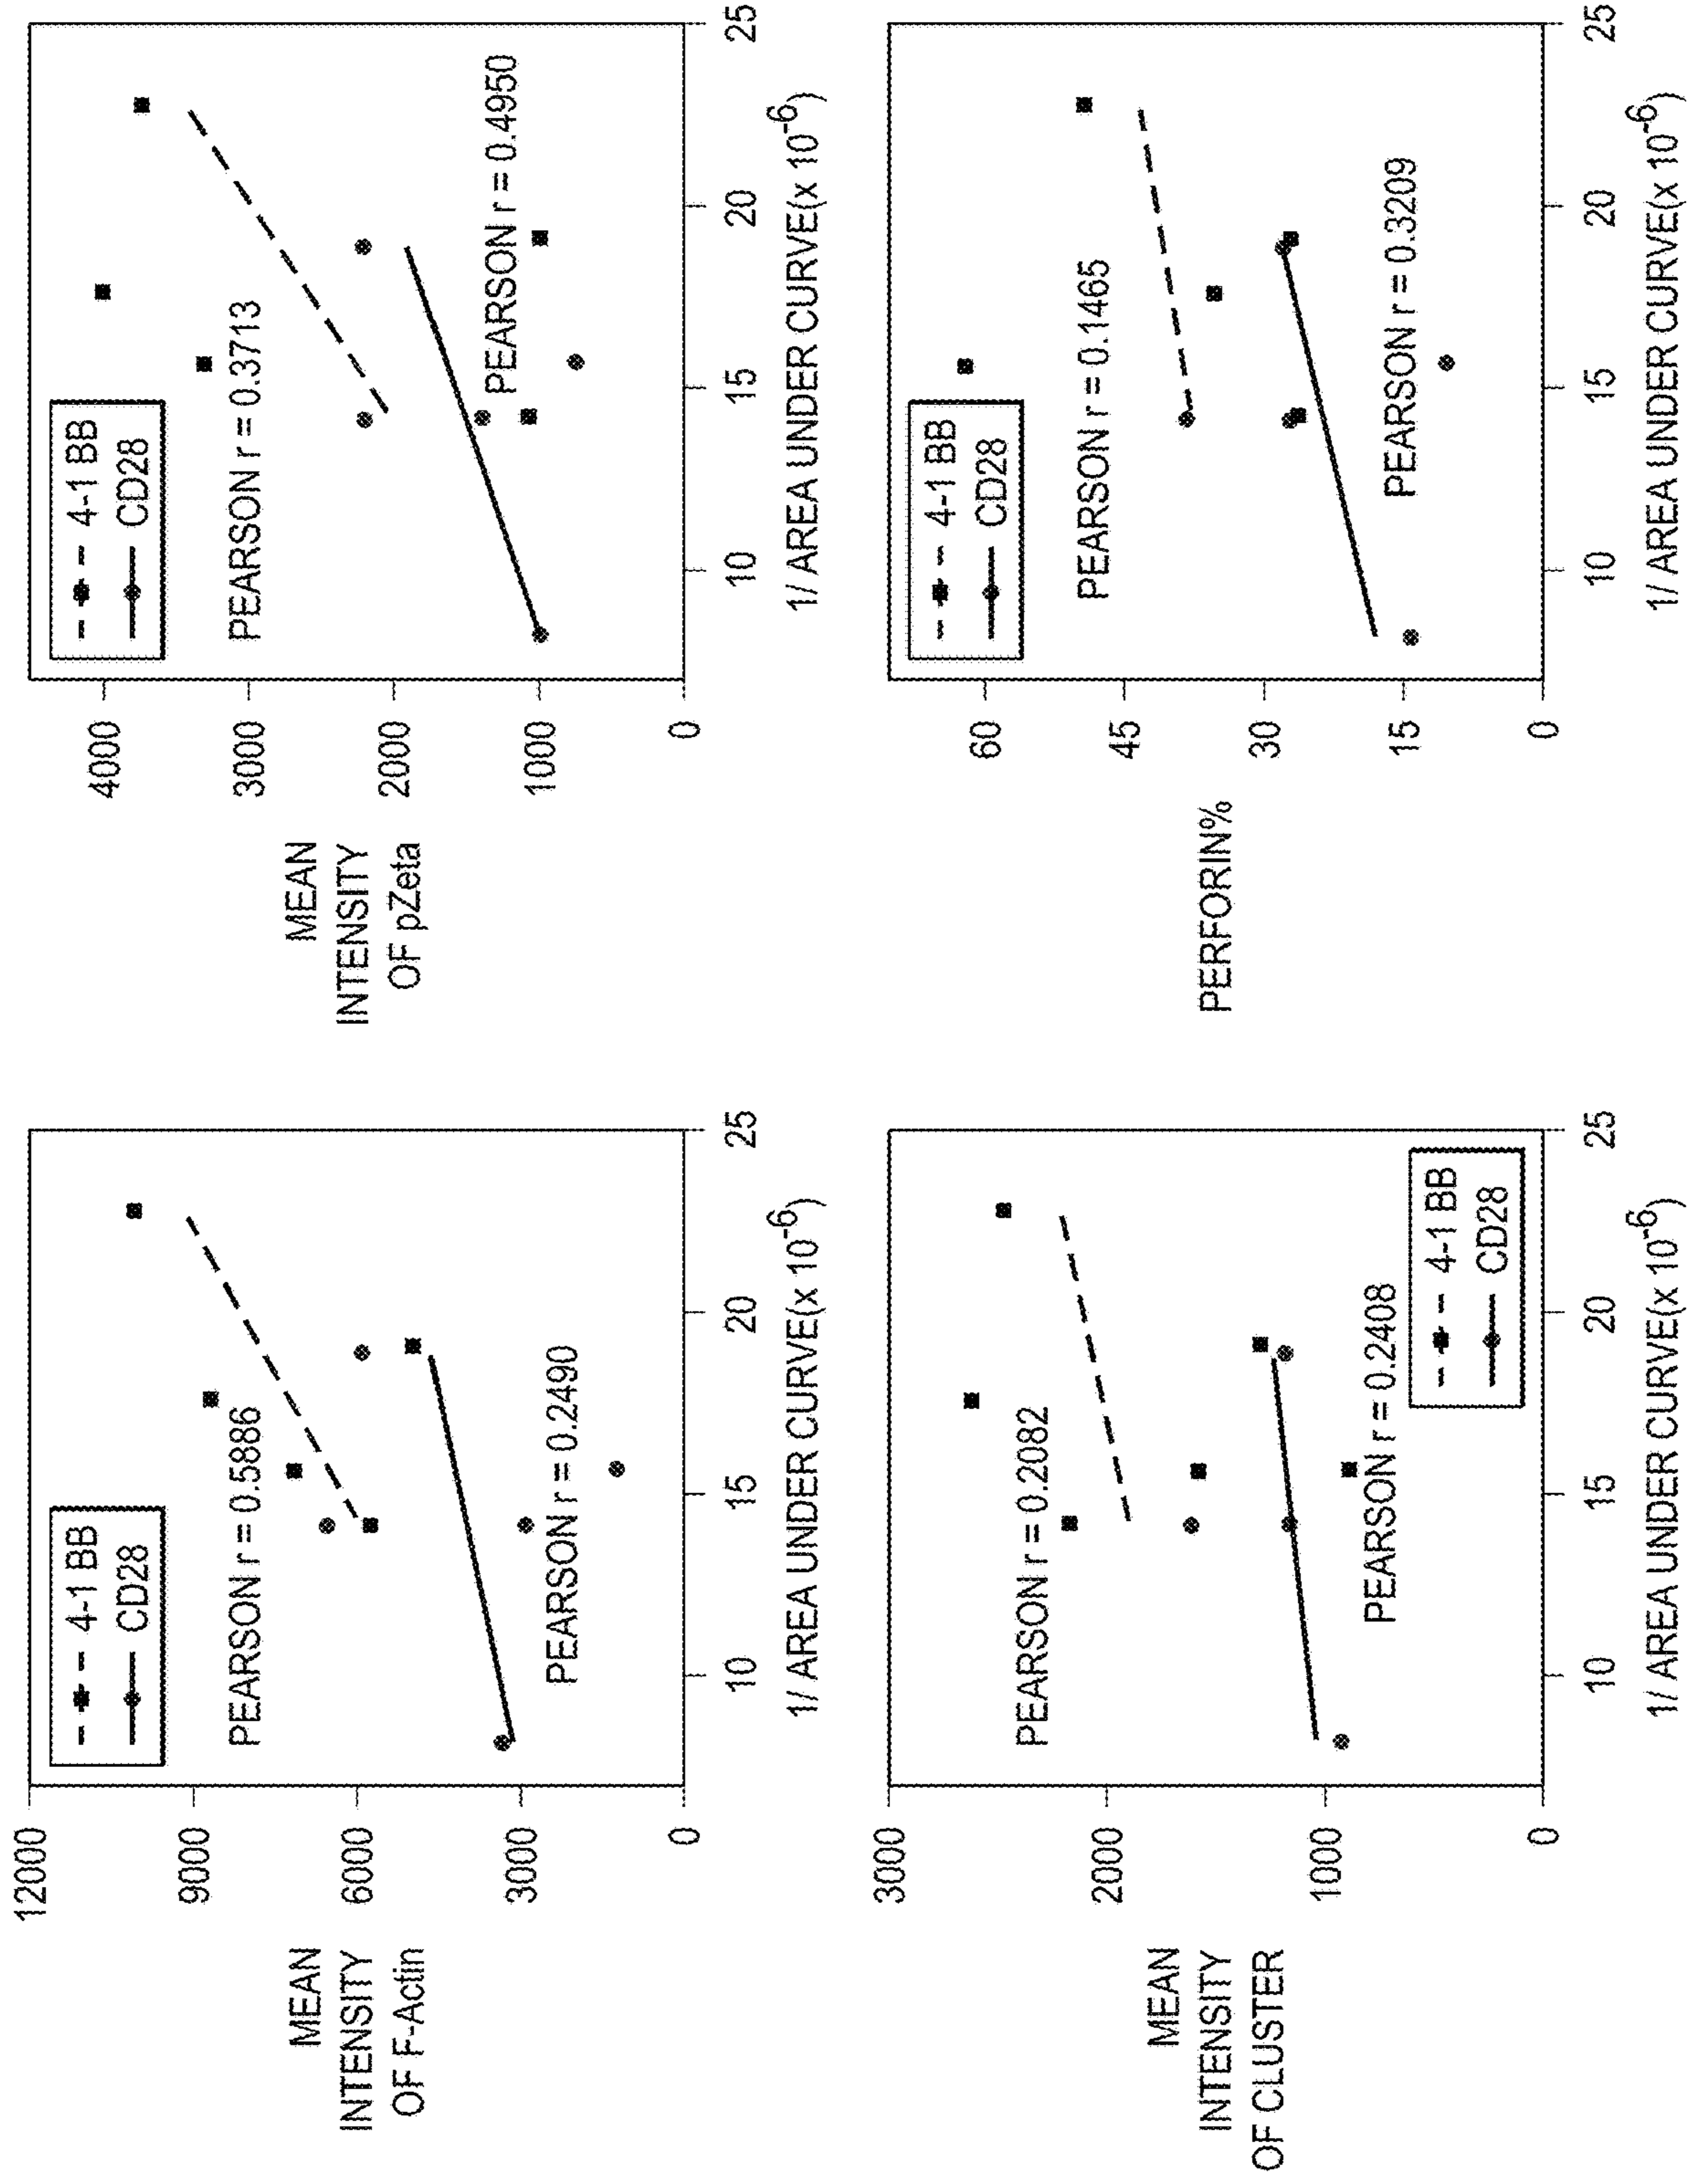 MEAN
INTENSITY
OF F-Actin
12000
9000
6000
3000
0
4-1 BB
CD28
PEARSON r = 0.5886
PEARSON r = 0.2490
10
15
20
25
1/ AREA UNDER CURVE(x 10⁻⁶)
MEAN
INTENSITY
OF pZeta
4000
3000
2000
1000
0
4-1 BB
CD28
PEARSON r = 0.3713
PEARSON r = 0.4950
10
15
20
25
1/ AREA UNDER CURVE(x 10⁻⁶)
MEAN
INTENSITY
OF CLUSTER
3000
2000
1000
0
PEARSON r = 0.2082
PEARSON r = 0.2408
4-1 BB
CD28
10
15
20
25
1/ AREA UNDER CURVE(x 10⁻⁶)
PERFORIN%
60
45
30
15
0
4-1 BB
CD28
PEARSON r = 0.1465
PEARSON r = 0.3209
10
15
20
25
1/ AREA UNDER CURVE(x 10⁻⁶)